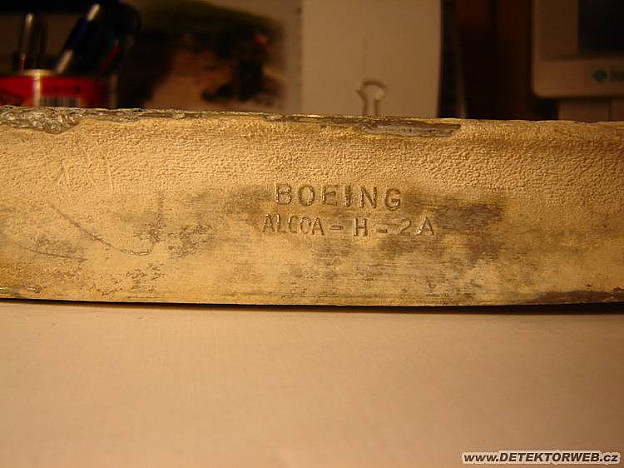 BOEING
ALCOA - H - 2A
www.DETEKTORWEB.cz